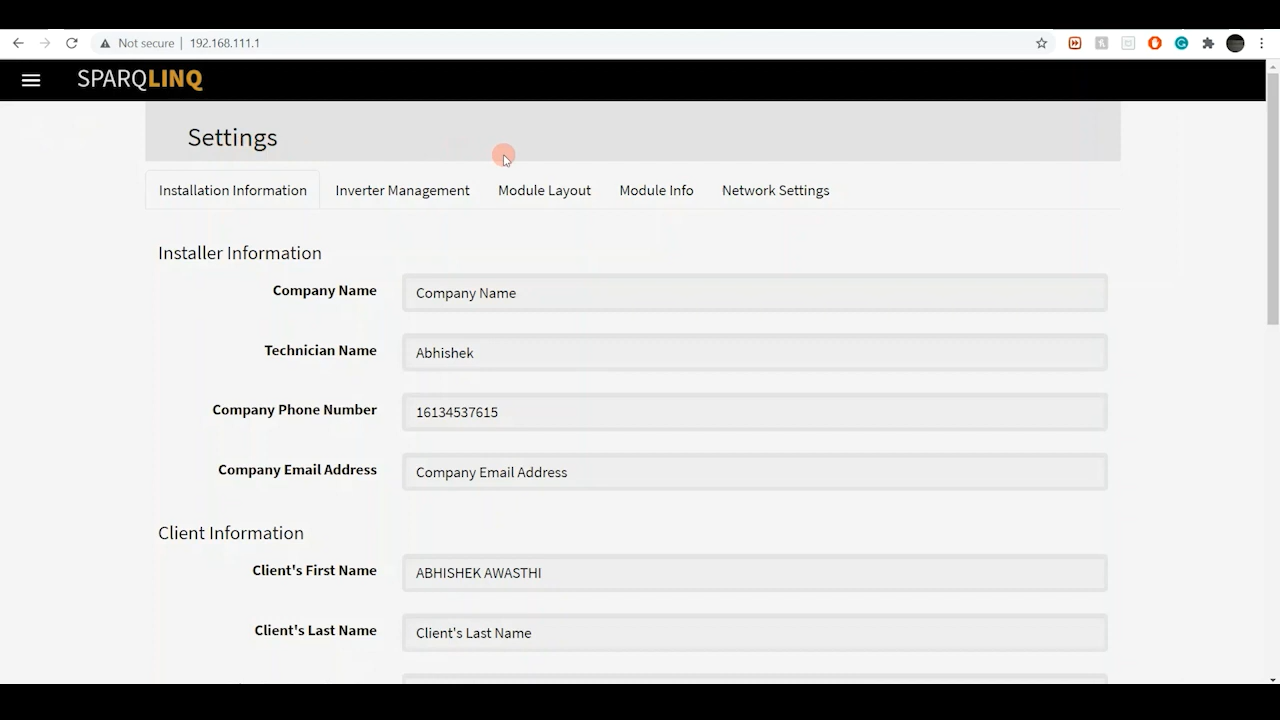 Not secure | 192.168.111.1
SPARQLINQ
Settings
Installation Information Inverter Management Module Layout Module Info Network Settings
Installer Information
Company Name Company Name
Technician Name Abhishek
Company Phone Number 16134537615
Company Email Address Company Email Address
Client Information
Client's First Name ABHISHEK AWASTHI
Client's Last Name Client's Last Name